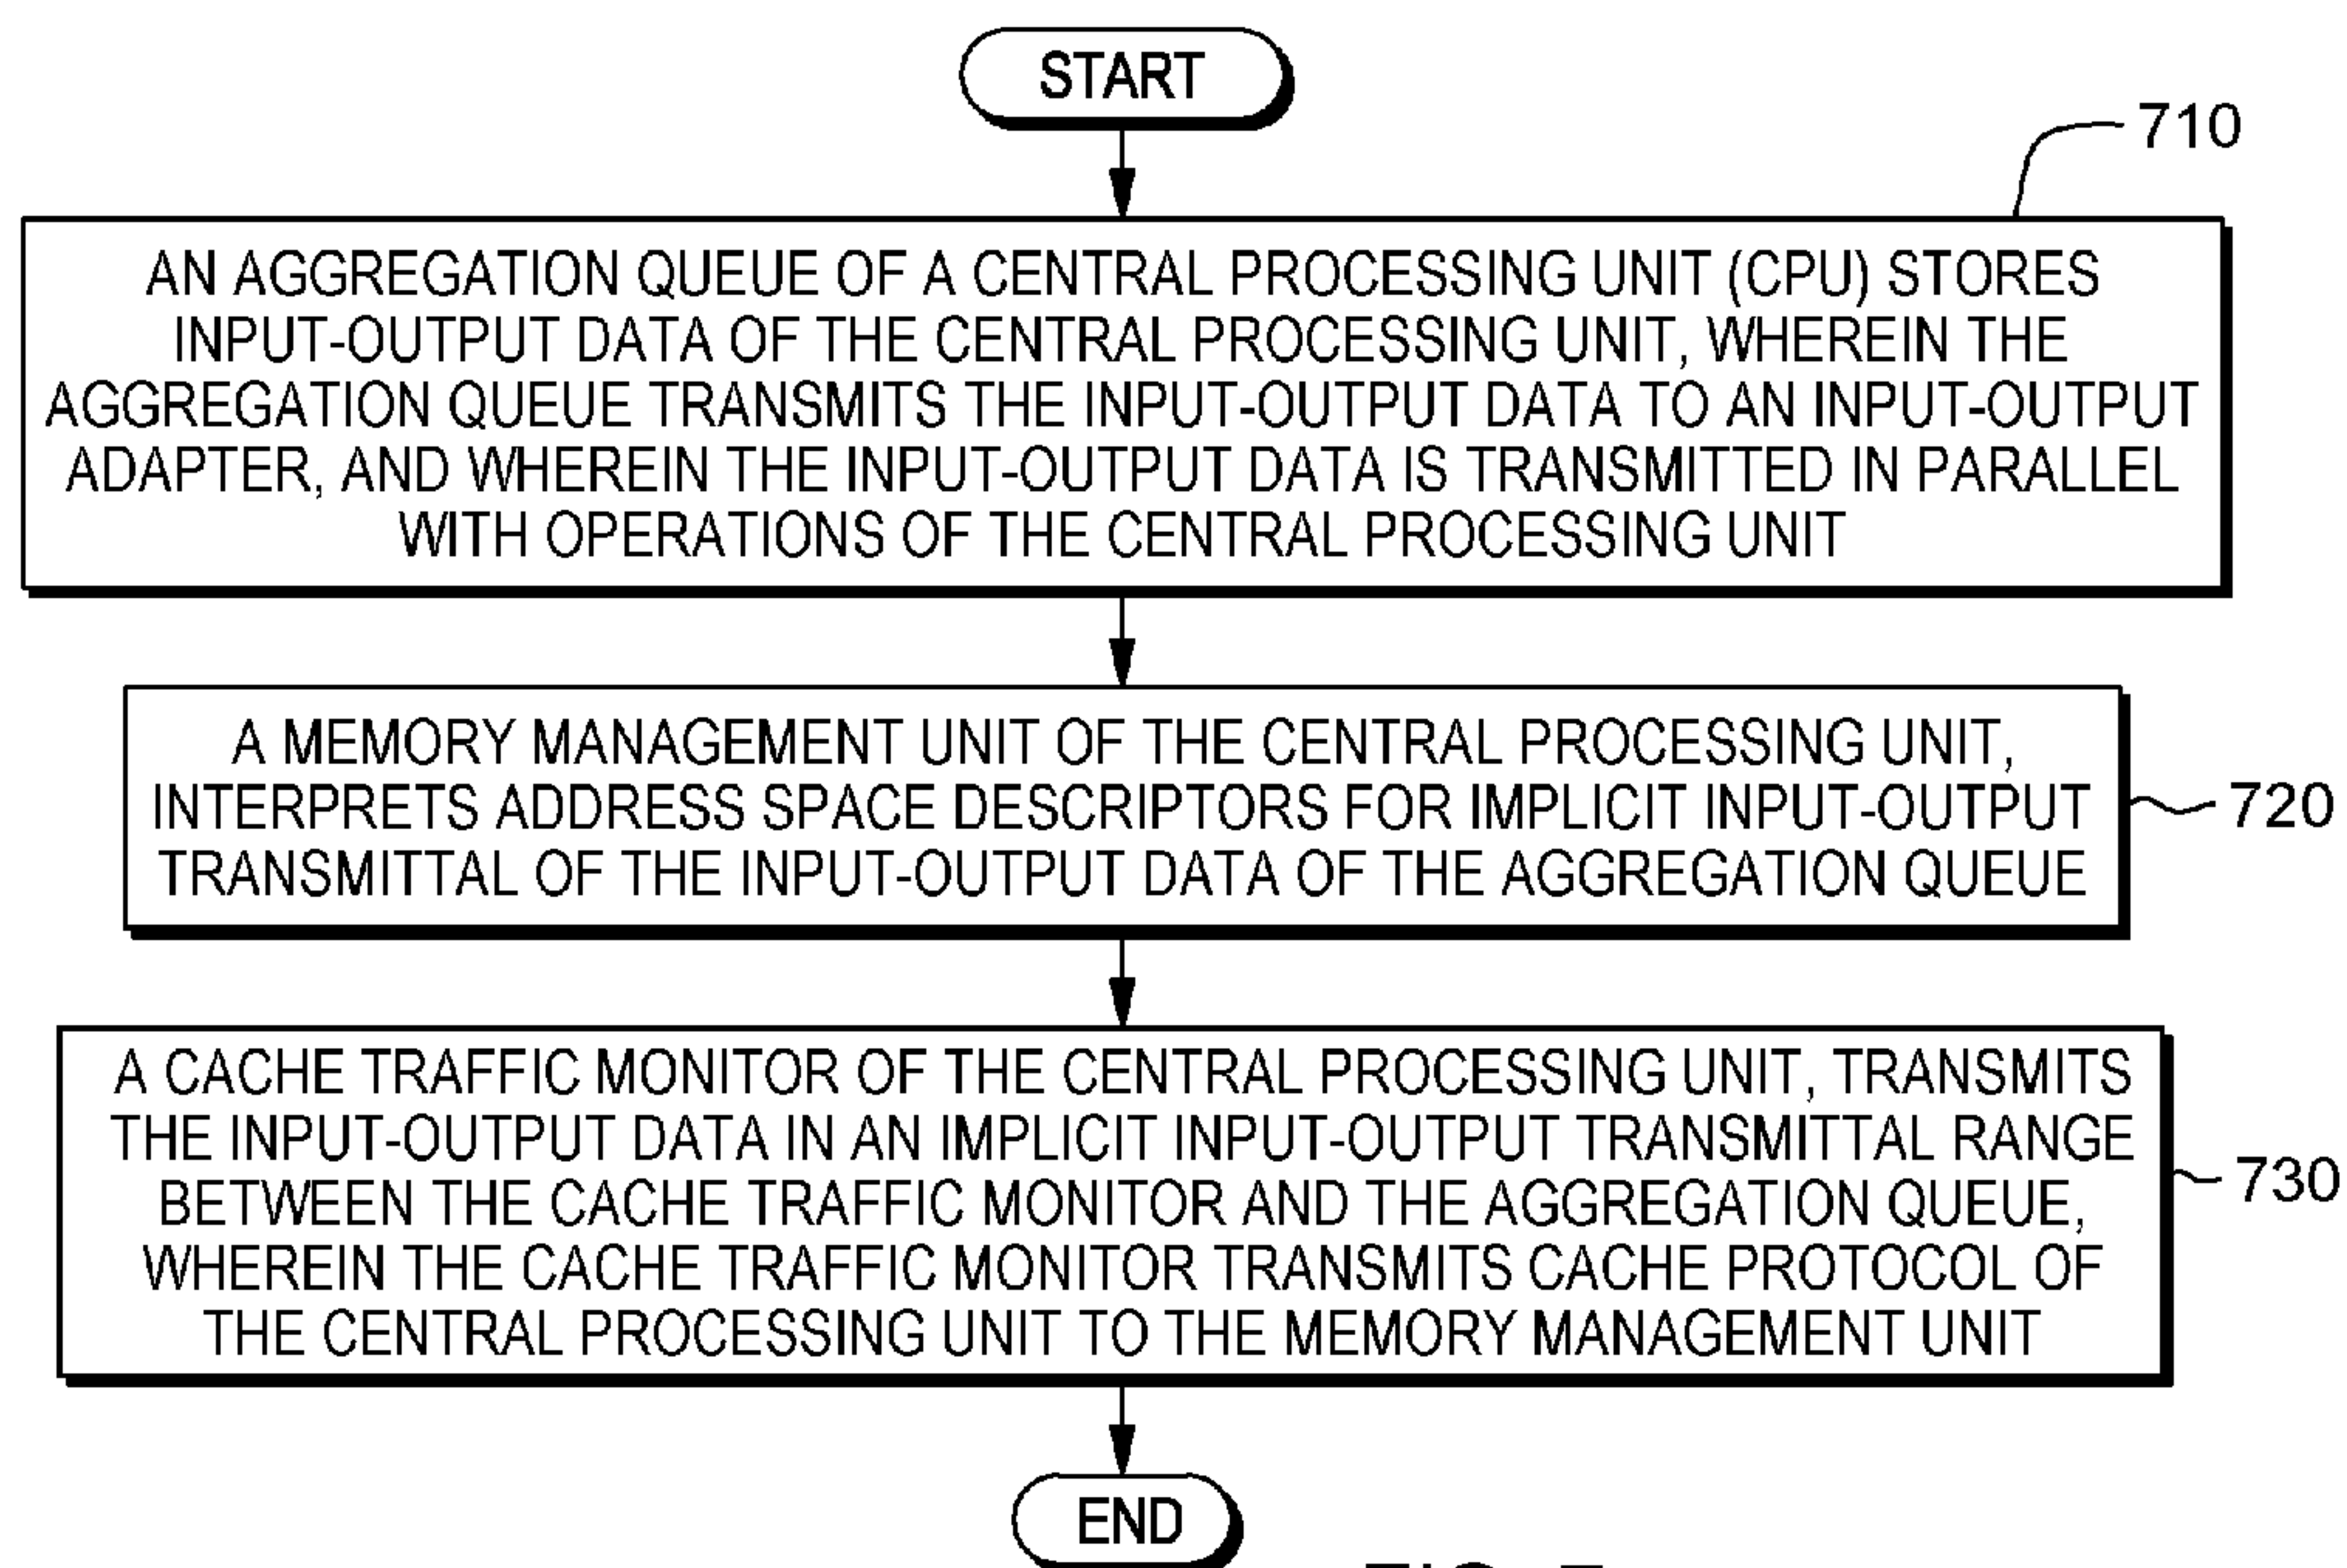 START
710
AN AGGREGATION QUEUE OF A CENTRAL PROCESSING UNIT (CPU) STORES
INPUT-OUTPUT DATA OF THE CENTRAL PROCESSING UNIT, WHEREIN THE
AGGREGATION QUEUE TRANSMITS THE INPUT-OUTPUT DATA TO AN INPUT-OUTPUT
ADAPTER, AND WHEREIN THE INPUT-OUTPUT DATA IS TRANSMITTED IN PARALLEL
WITH OPERATIONS OF THE CENTRAL PROCESSING UNIT
A MEMORY MANAGEMENT UNIT OF THE CENTRAL PROCESSING UNIT,
INTERPRETS ADDRESS SPACE DESCRIPTORS FOR IMPLICIT INPUT-OUTPUT
TRANSMITTAL OF THE INPUT-OUTPUT DATA OF THE AGGREGATION QUEUE
720
A CACHE TRAFFIC MONITOR OF THE CENTRAL PROCESSING UNIT, TRANSMITS
THE INPUT-OUTPUT DATA IN AN IMPLICIT INPUT-OUTPUT TRANSMITTAL RANGE
BETWEEN THE CACHE TRAFFIC MONITOR AND THE AGGREGATION QUEUE,
WHEREIN THE CACHE TRAFFIC MONITOR TRANSMITS CACHE PROTOCOL OF
THE CENTRAL PROCESSING UNIT TO THE MEMORY MANAGEMENT UNIT
730
END